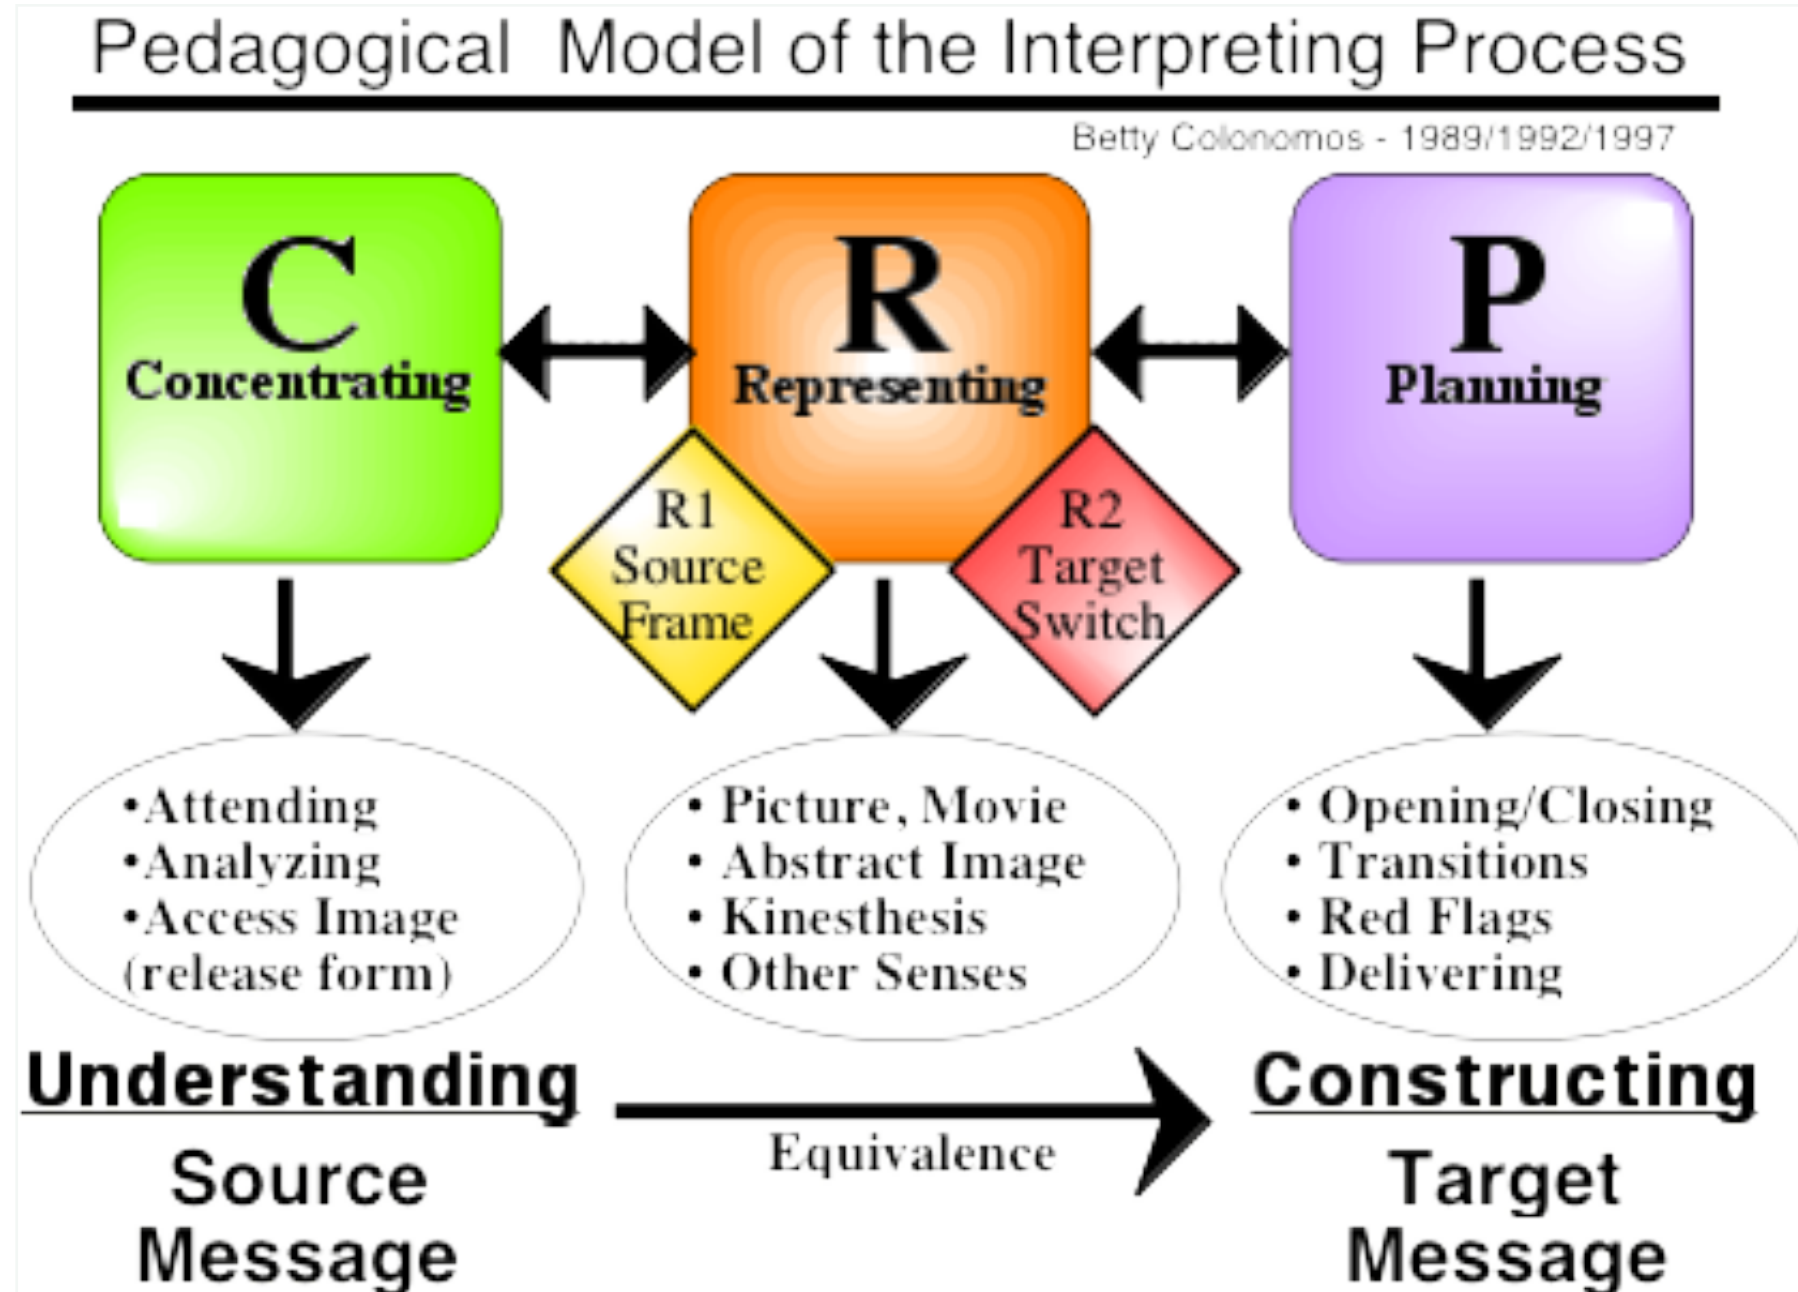 Pedagogical Model of the Interpreting Process
Betty Colonomos - 1989/1992/1997
C
Concentrating
R
Representing
P
Planning
R1
Source
Frame
R2
Target
Switch
•Attending
•Analyzing
•Access Image
(release form)
• Picture, Movie
• Abstract Image
• Kinesthesis
• Other Senses
• Opening/Closing
• Transitions
• Red Flags
• Delivering
Understanding
Source
Message
Equivalence
Constructing
Target
Message